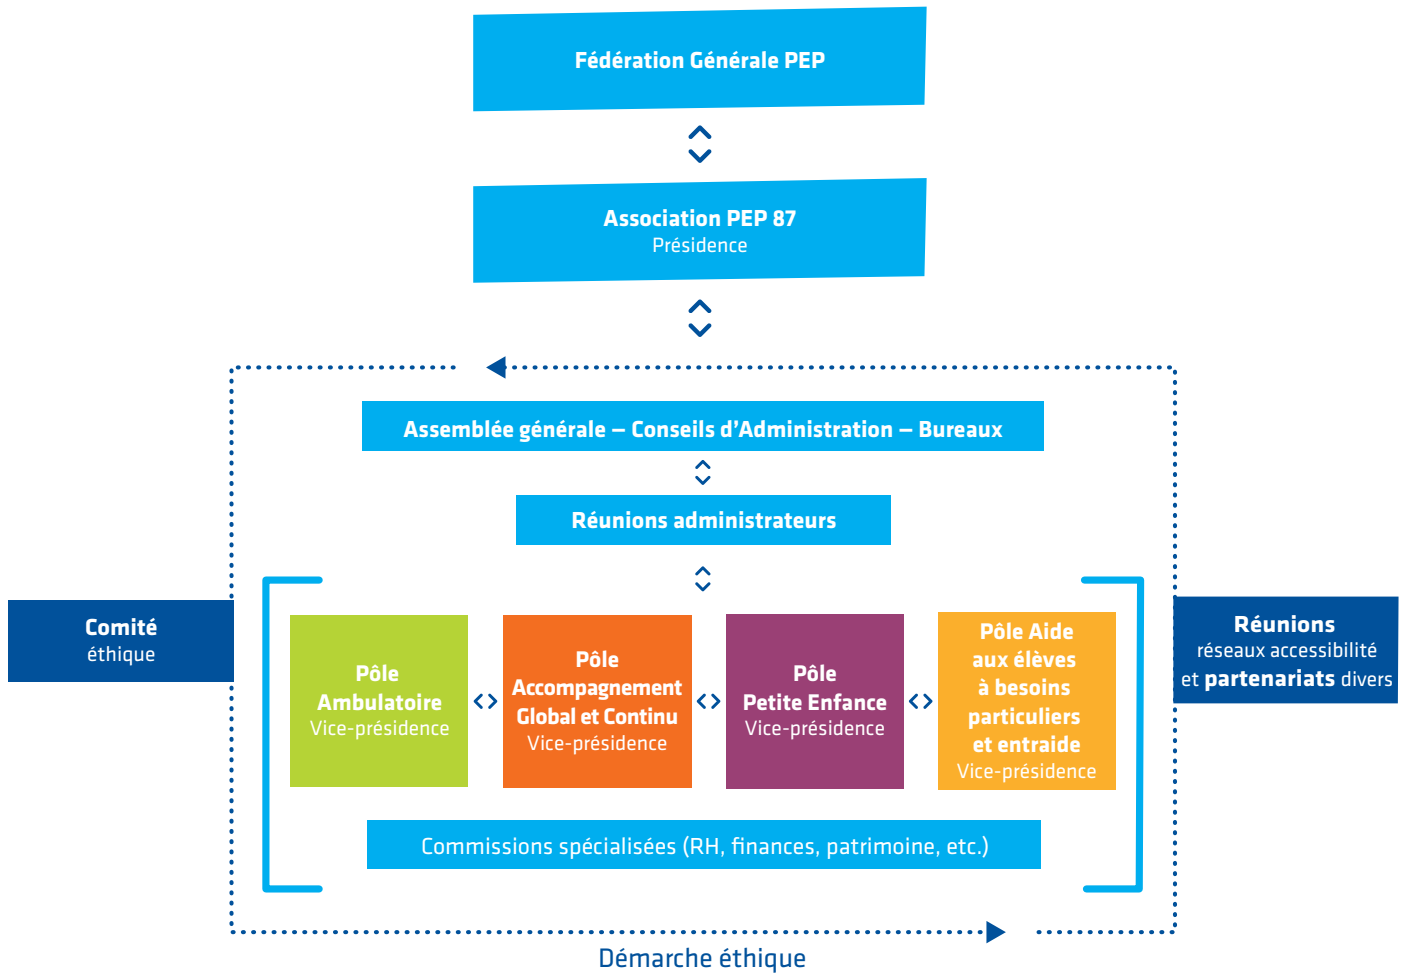 Fédération Générale PEP
Association PEP 87
Présidence
Assemblée générale – Conseils d’Administration – Bureaux
Réunions administrateurs
Comité
éthique
Pôle
Ambulatoire
Vice-présidence
Pôle
Accompagnement
Global et Continu
Vice-présidence
Pôle
Petite Enfance
Vice-présidence
Pôle Aide
aux élèves
à besoins
particuliers
et entraide
Vice-présidence
Réunions
réseaux accessibilité
et partenariats divers
Commissions spécialisées (RH, finances, patrimoine, etc.)
Démarche éthique